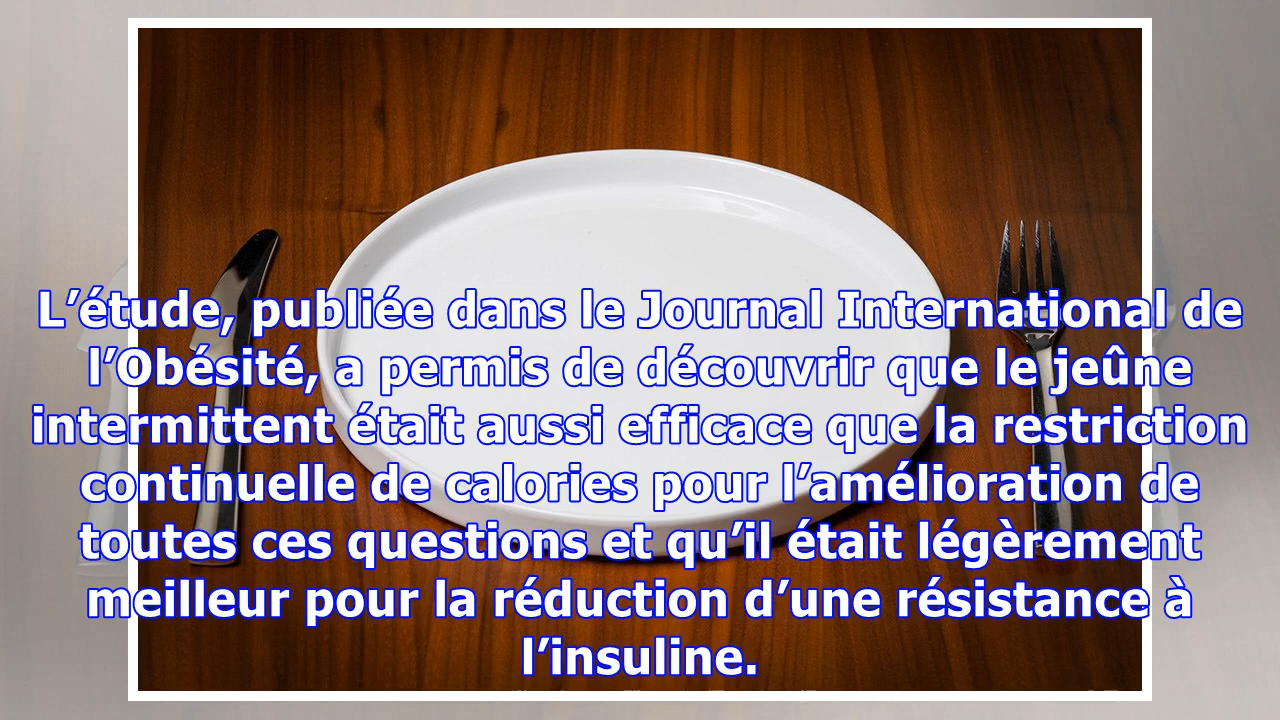 L’étude, publiée dans le Journal International de
l’Obésité, a permis de découvrir que le jeûne
intermittent était aussi efficace que la restriction
continuelle de calories pour l’amélioration de
toutes ces questions et qu’il était légèrement
meilleur pour la réduction d’une résistance à
l’insuline.